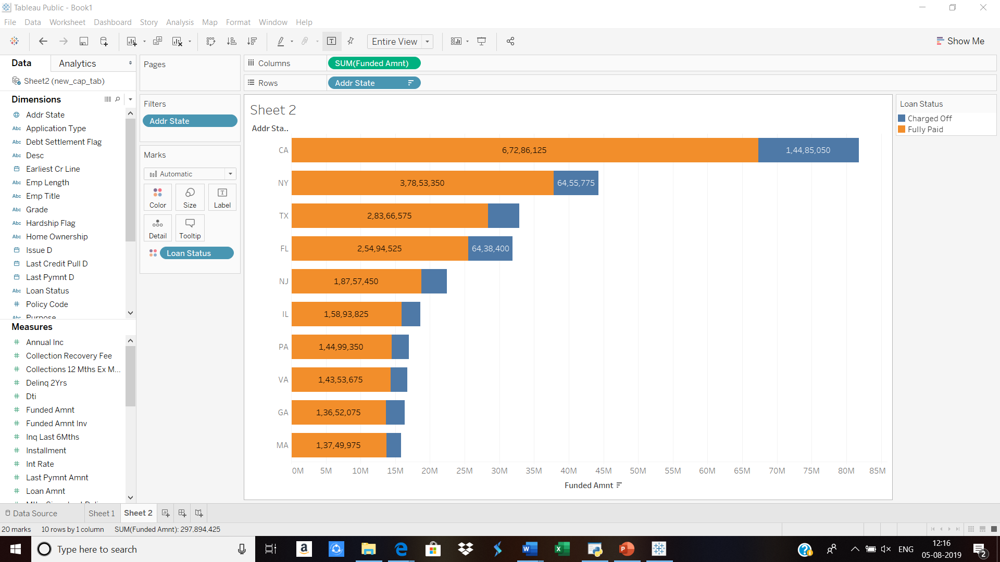 Tableau Public - Book1
File Data Worksheet Dashboard Story Analysis Map Format Window Help
Entire View
Show Me
Data Analytics
Sheet2 (new_cap_tab)
Dimensions
Addr State
Abc Application Type
Abc Debt Settlement Flag
Abc Desc
Earliest Cr Line
Abc Emp Length
Abc Emp Title
Abc Grade
Abc Hardship Flag
Abc Home Ownership
Issue D
Last Credit Pull D
Last Pymnt D
Abc Loan Status
# Policy Code
Abc Purpose
Measures
# Annual Inc
# Collection Recovery Fee
# Collections 12 Mths Ex M...
# Delinq 2Yrs
# Dti
# Funded Amnt
# Funded Amnt Inv
# Inq Last 6Mths
# Installment
# Int Rate
# Last Pymnt Amnt
# Loan Amnt
Pages
Filters
Addr State
Marks
Automatic
Color Size Label
Detail Tooltip
Loan Status
Columns SUM(Funded Amnt)
Rows Addr State
Sheet 2
Addr Sta..
CA 6,72,86,125 1,44,85,050
NY 3,78,53,350 64,55,775
TX 2,83,66,575
FL 2,54,94,525 64,38,400
NJ 1,87,57,450
IL 1,58,93,825
PA 1,44,99,350
VA 1,43,53,675
GA 1,36,52,075
MA 1,37,49,975
0M 5M 10M 15M 20M 25M 30M 35M 40M 45M 50M 55M 60M 65M 70M 75M 80M 85M
Funded Amnt
Loan Status
Charged Off
Fully Paid
Data Source Sheet 1 Sheet 2
20 marks 10 rows by 1 column SUM(Funded Amnt): 297,894,425
Type here to search
ENG
12:16
05-08-2019
2